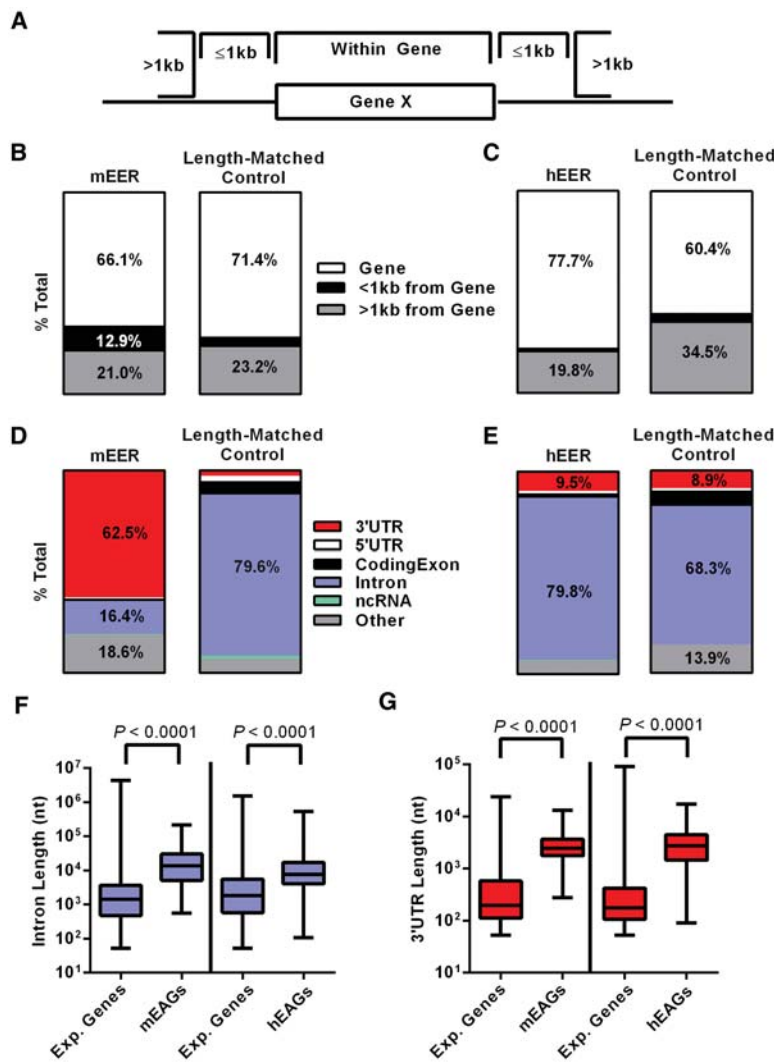 A
>1kb
≤1kb
Within Gene
≤1kb
>1kb
Gene X
B
mEER
Length-Matched
Control
% Total
66.1%
12.9%
21.0%
71.4%
23.2%
Gene
<1kb from Gene
>1kb from Gene
C
hEER
Length-Matched
Control
77.7%
19.8%
60.4%
34.5%
D
mEER
Length-Matched
Control
% Total
62.5%
16.4%
18.6%
79.6%
3'UTR
5'UTR
CodingExon
Intron
ncRNA
Other
E
hEER
Length-Matched
Control
9.5%
79.8%
8.9%
68.3%
13.9%
F
P < 0.0001
P < 0.0001
Intron Length (nt)
10⁷
10⁶
10⁵
10⁴
10³
10²
10¹
Exp. Genes
mEAGs
Exp. Genes
hEAGs
G
P < 0.0001
P < 0.0001
3'UTR Length (nt)
10⁵
10⁴
10³
10²
10¹
Exp. Genes
mEAGs
Exp. Genes
hEAGs